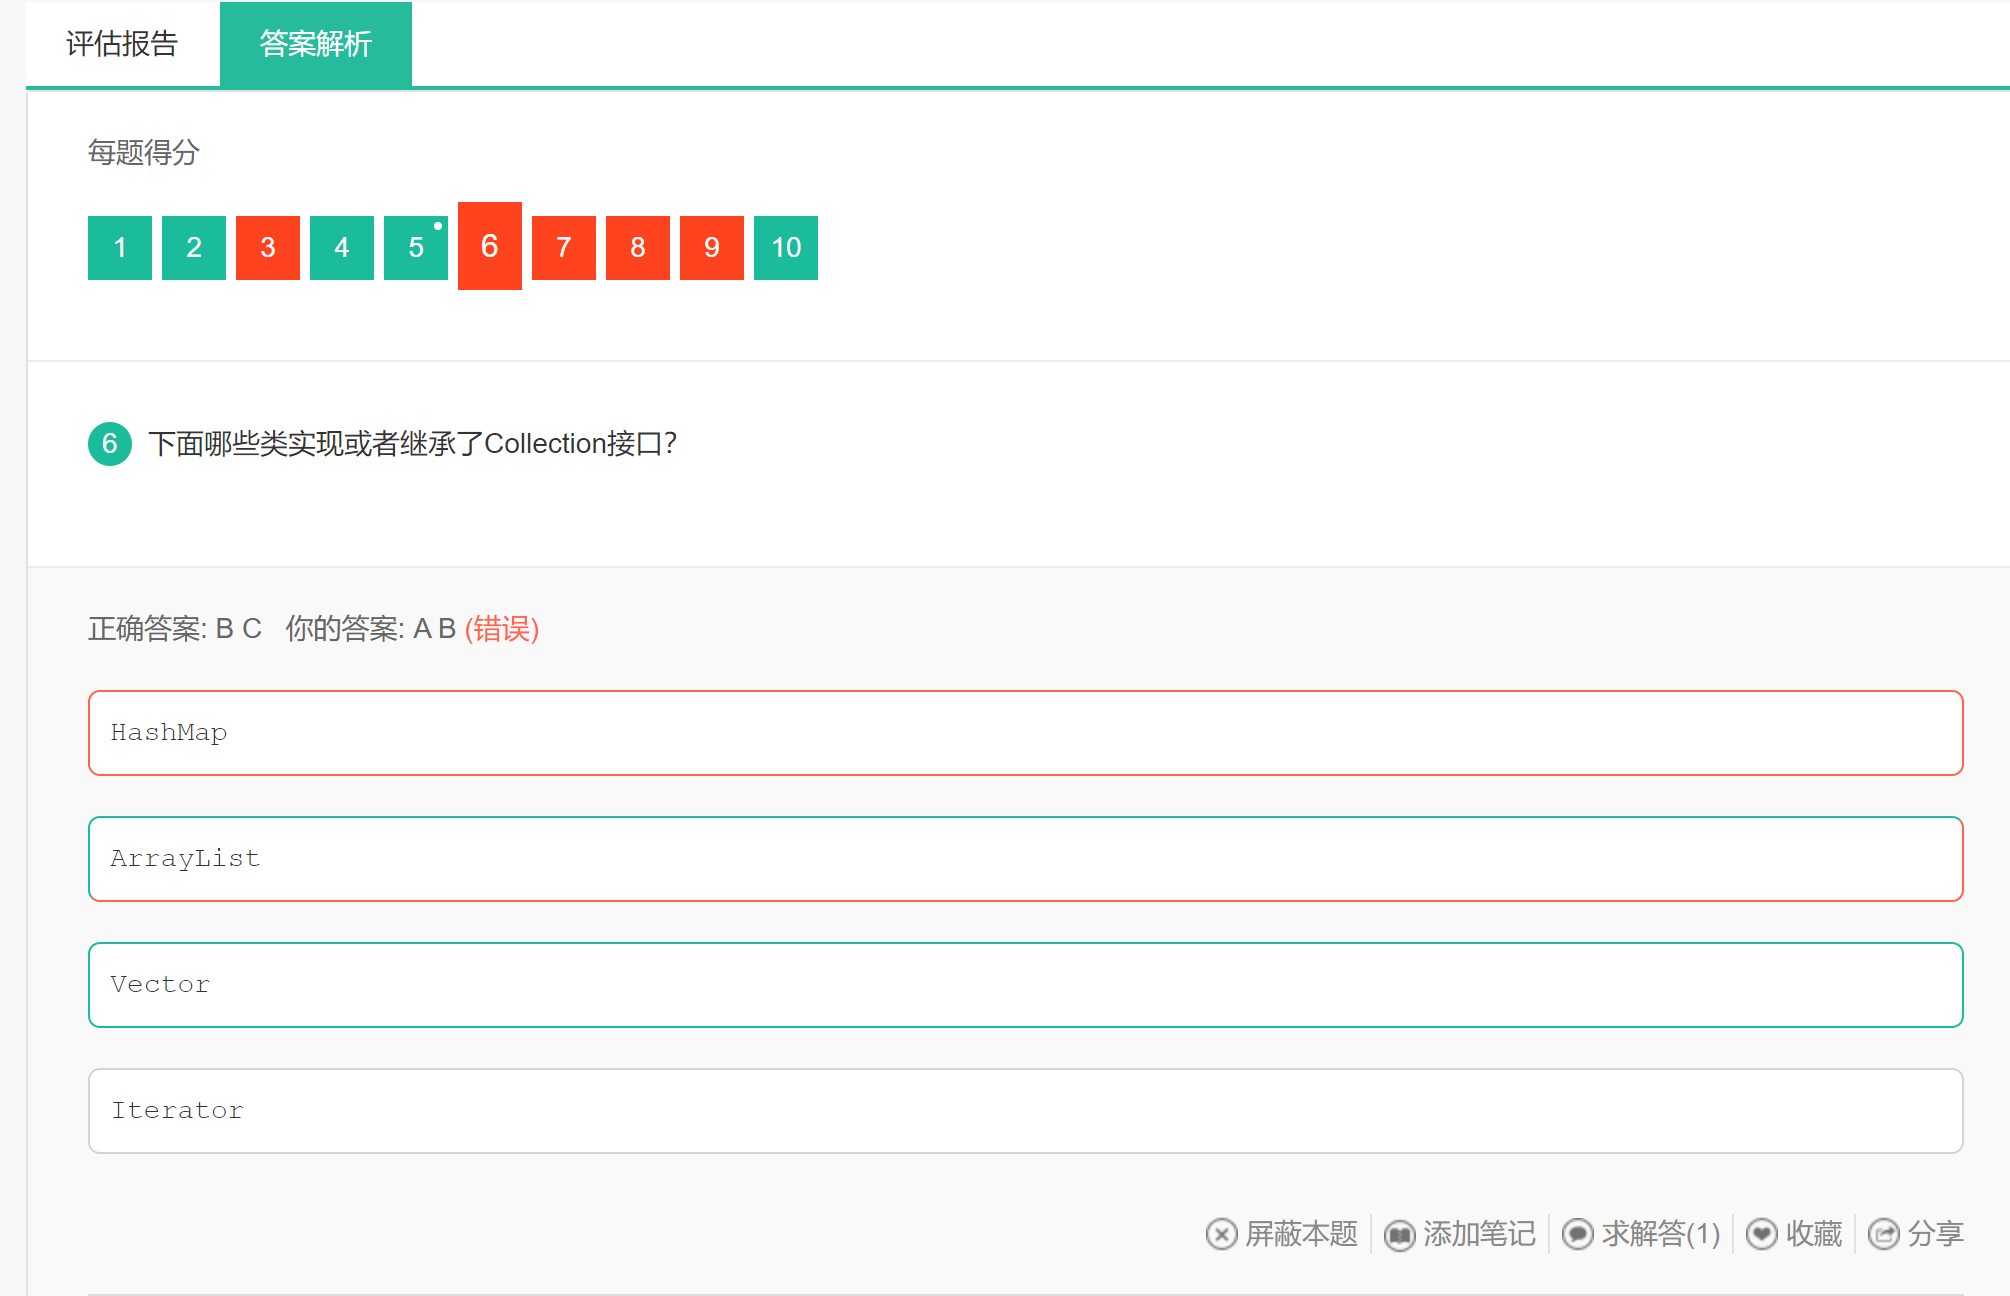 评估报告 答案解析
每题得分
1 2 3 4 5 6 7 8 9 10
6 下面哪些类实现或者继承了Collection接口?
正确答案: B C 你的答案: A B (错误)
HashMap
ArrayList
Vector
Iterator
屏蔽本题 添加笔记 求解答(1) 收藏 分享